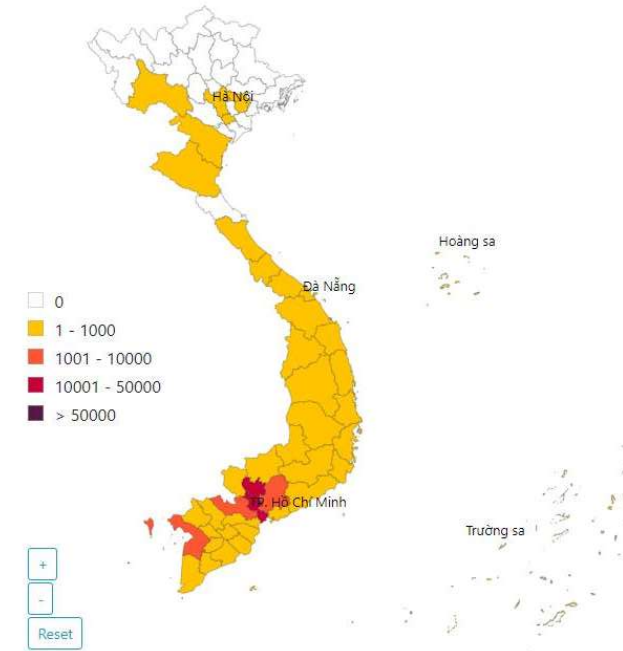 Hà Nội
Hoàng sa
Đà Nẵng
0
1 - 1000
1001 - 10000
10001 - 50000
> 50000
TP. Hồ Chí Minh
Trường sa
+
-
Reset